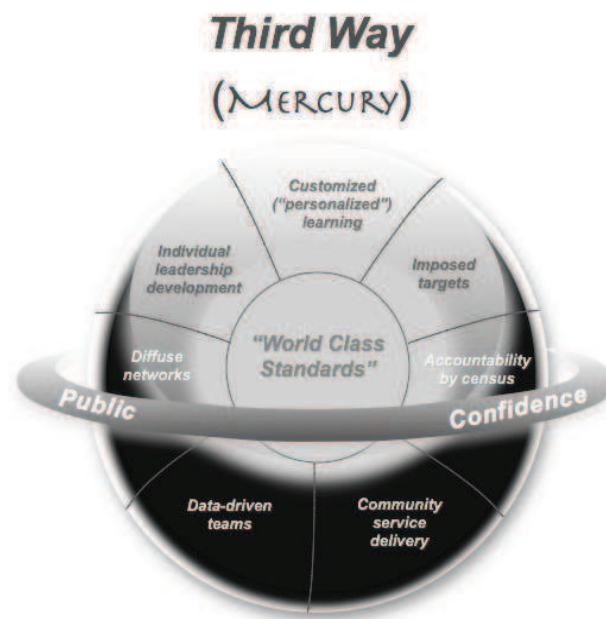 Third Way
(MERCURY)
Customized
("personalized")
learning
Individual
leadership
development
Imposed
targets
"World Class
Standards"
Diffuse
networks
Accountability
by census
Public
Confidence
Data-driven
teams
Community
service
delivery